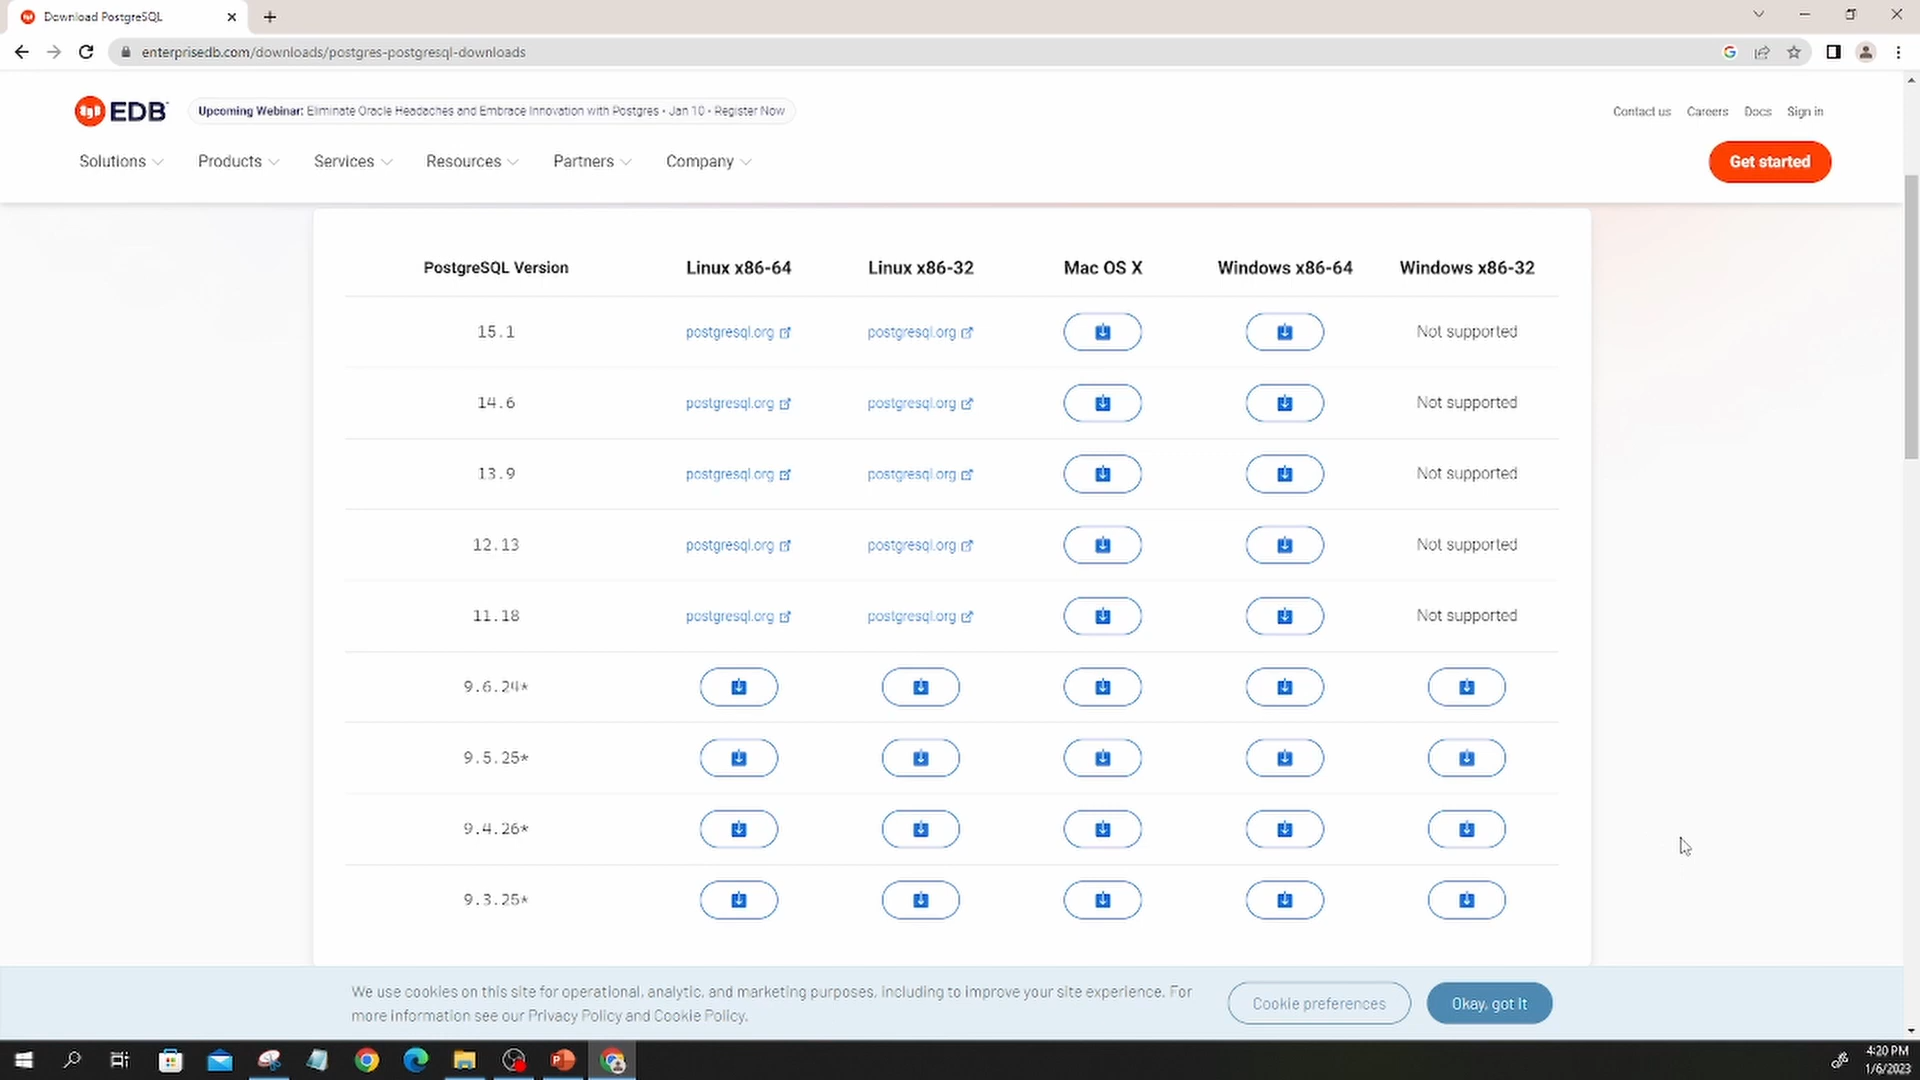 Download PostgreSQL
enterprisedb.com/downloads/postgres-postgresql-downloads
EDB
Upcoming Webinar: Eliminate Oracle Headaches and Embrace Innovation with Postgres • Jan 10 • Register Now
Contact us Careers Docs Sign in
Solutions Products Services Resources Partners Company
Get started
PostgreSQL Version Linux x86-64 Linux x86-32 Mac OS X Windows x86-64 Windows x86-32
15.1 postgresql.org postgresql.org Not supported
14.6 postgresql.org postgresql.org Not supported
13.9 postgresql.org postgresql.org Not supported
12.13 postgresql.org postgresql.org Not supported
11.18 postgresql.org postgresql.org Not supported
9.6.24*
9.5.25*
9.4.26*
9.3.25*
We use cookies on this site for operational, analytic, and marketing purposes, including to improve your site experience. For
more information see our Privacy Policy and Cookie Policy.
Cookie preferences
Okay, got it
4:20 PM
1/6/2023